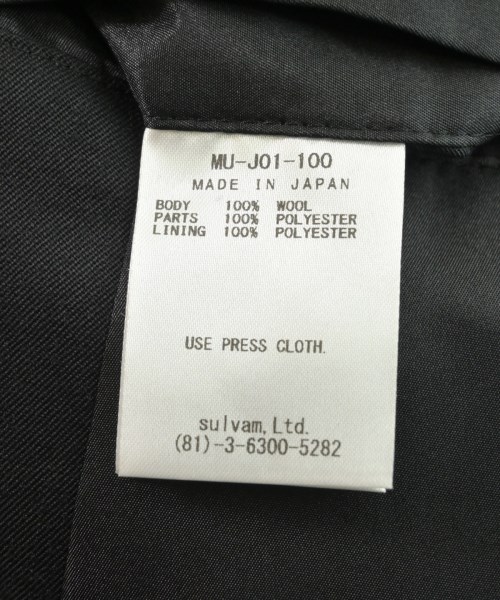 MU-J01-100
MADE IN JAPAN
BODY 100% WOOL
PARTS 100% POLYESTER
LINING 100% POLYESTER
USE PRESS CLOTH.
sulvam, Ltd.
(81)-3-6300-5282